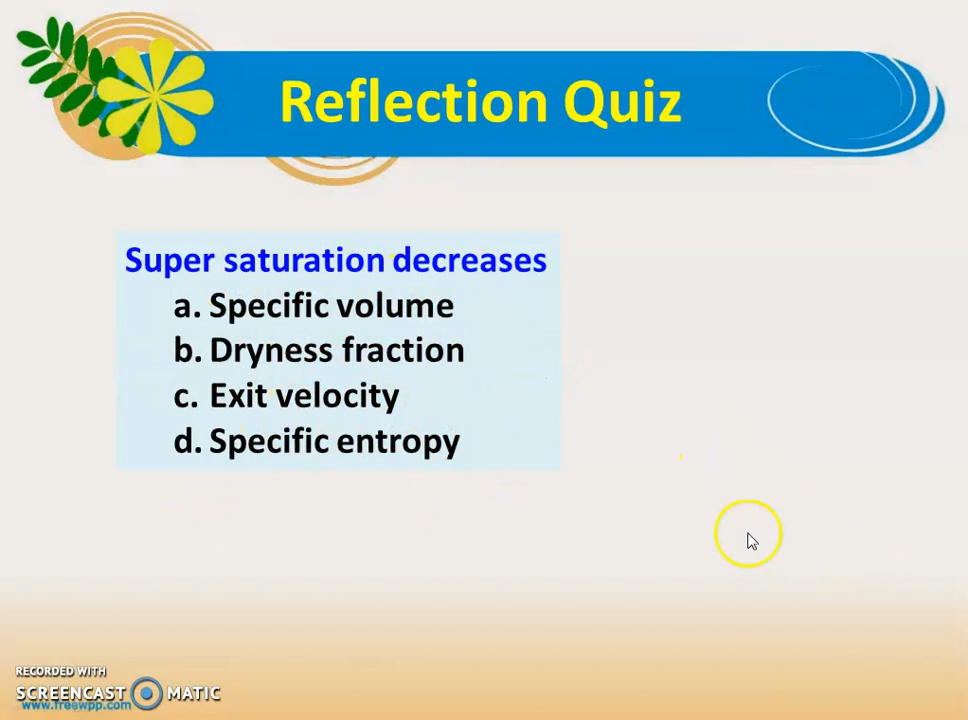 Reflection Quiz
Super saturation decreases
a. Specific volume
b. Dryness fraction
c. Exit velocity
d. Specific entropy
RECORDED WITH
SCREENCAST MATIC
www.freewpp.com